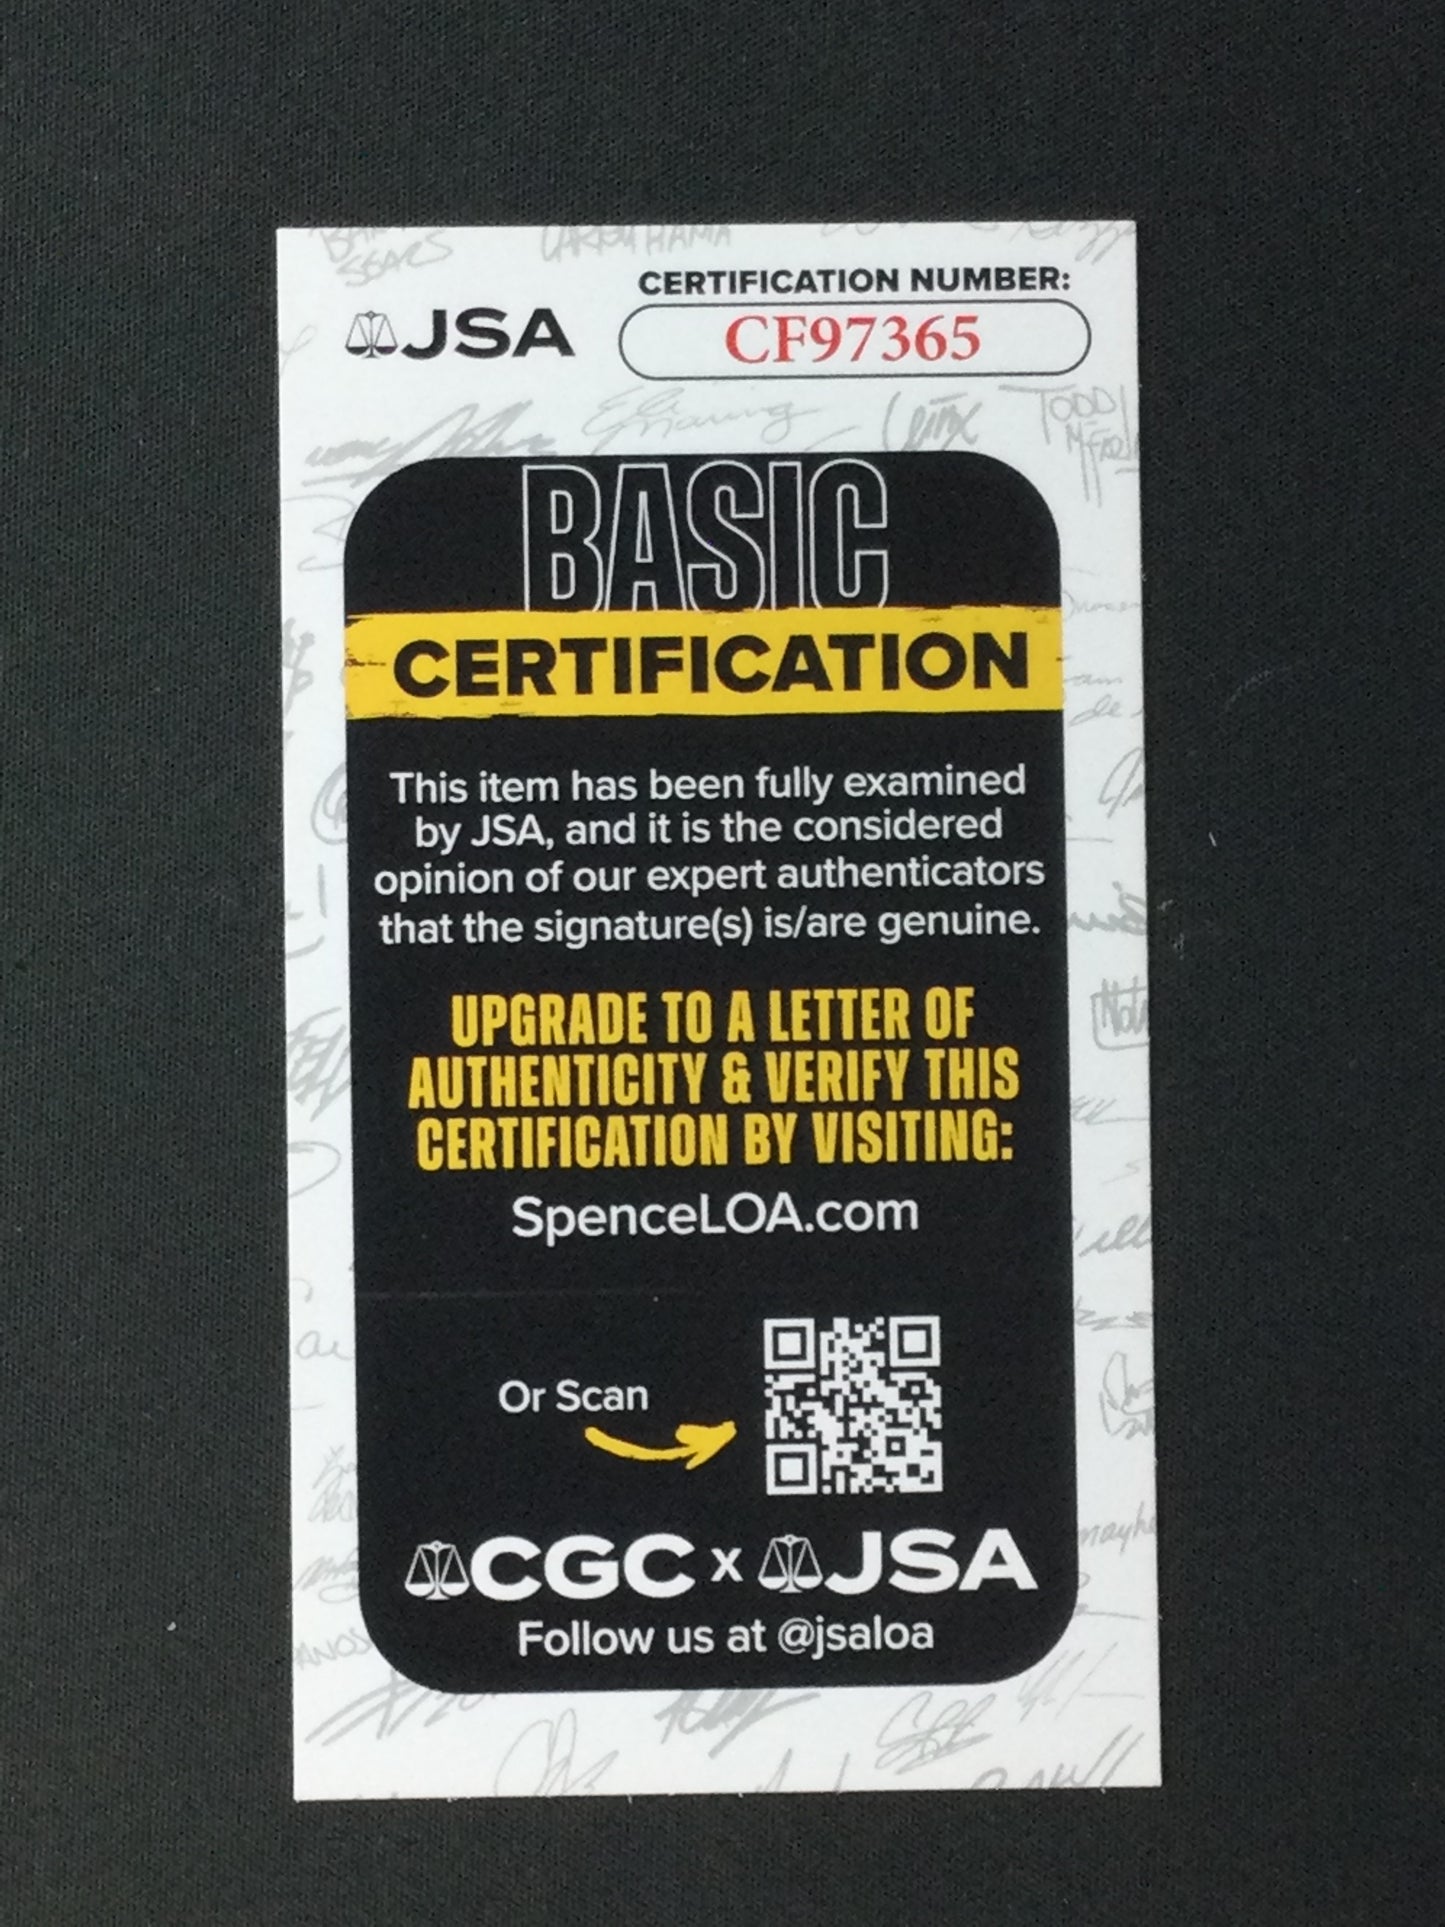 CERTIFICATION NUMBER:
JSA
CF97365
BASIC
CERTIFICATION
This item has been fully examined
by JSA, and it is the considered
opinion of our expert authenticators
that the signature(s) is/are genuine.
UPGRADE TO A LETTER OF
AUTHENTICITY & VERIFY THIS
CERTIFICATION BY VISITING:
SpenceLOA.com
Or Scan
CGC x JSA
Follow us at @jsaloa